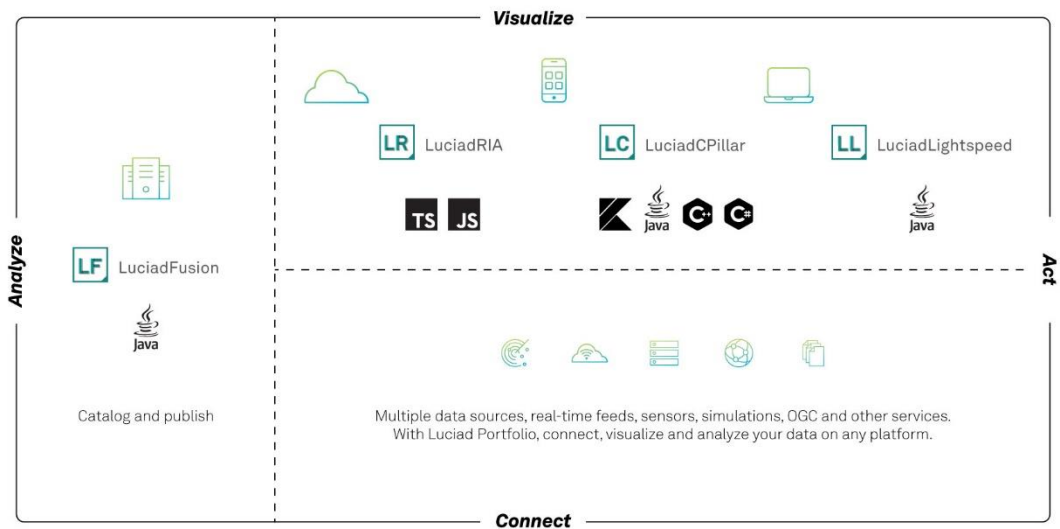 Visualize
Analyze
Act
Connect
LF LuciadFusion
Java
Catalog and publish
LR LuciadRIA
TS JS
LC LuciadCPillar
Java C++ C#
LL LuciadLightspeed
Java
Multiple data sources, real-time feeds, sensors, simulations, OGC and other services.
With Luciad Portfolio, connect, visualize and analyze your data on any platform.